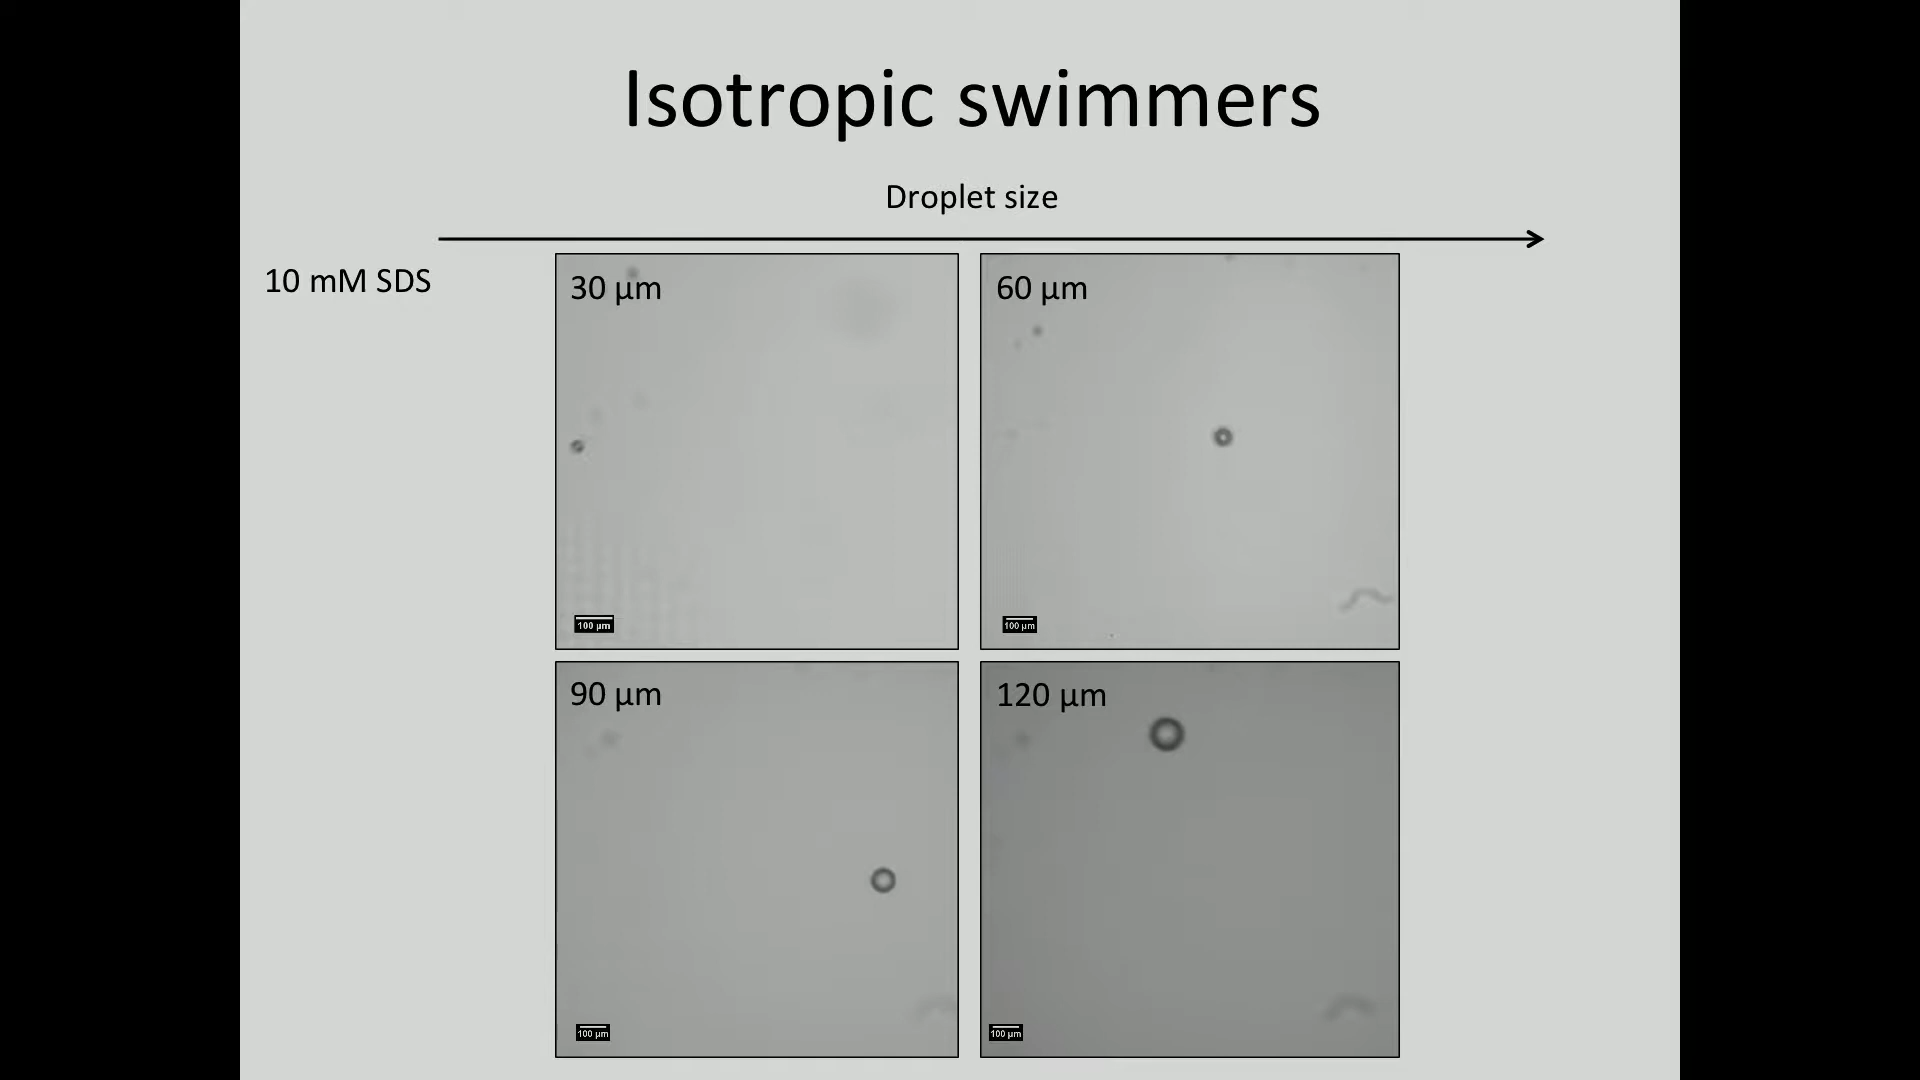 Isotropic swimmers
Droplet size
10 mM SDS
30 µm
60 µm
100 µm
100 µm
90 µm
120 µm
100 µm
100 µm